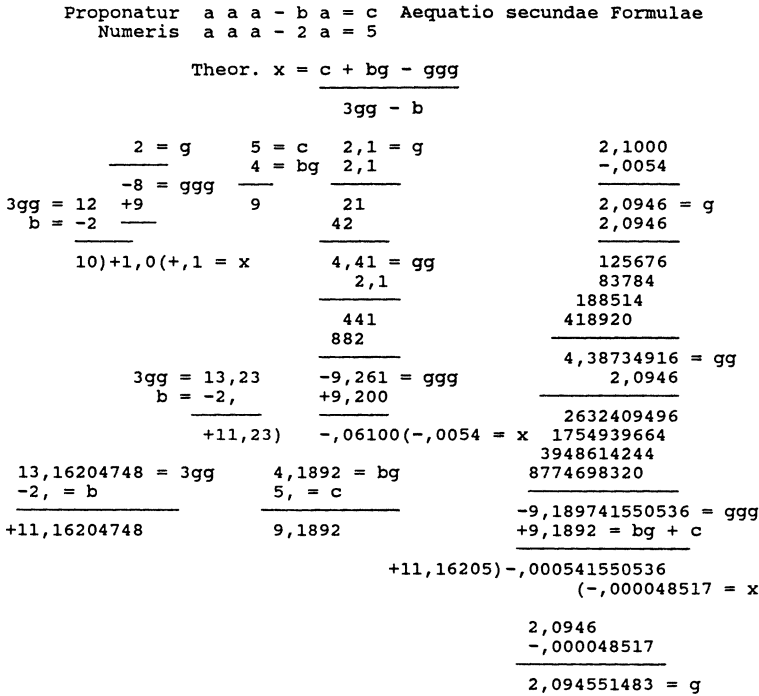 Proponatur a a a - b a = c Aequatio secundae Formulae
Numeris a a a - 2 a = 5
Theor. x = c + bg - ggg
3gg - b
2 = g 5 = c 2,1 = g 2,1000
4 = bg 2,1 -,0054
-8 = ggg
3gg = 12 +9 9 21 2,0946 = g
b = -2 42 2,0946
10)+1,0(+,1 = x 4,41 = gg 125676
2,1 83784
188514
441 418920
882
4,38734916 = gg
3gg = 13,23 -9,261 = ggg 2,0946
b = -2, +9,200
2632409496
+11,23) -,06100(-,0054 = x 1754939664
3948614244
13,16204748 = 3gg 4,1892 = bg 8774698320
-2, = b 5, = c
-9,189741550536 = ggg
+11,16204748 9,1892 +9,1892 = bg + c
+11,16205)-,000541550536
(-,000048517 = x
2,0946
-,000048517
2,094551483 = g